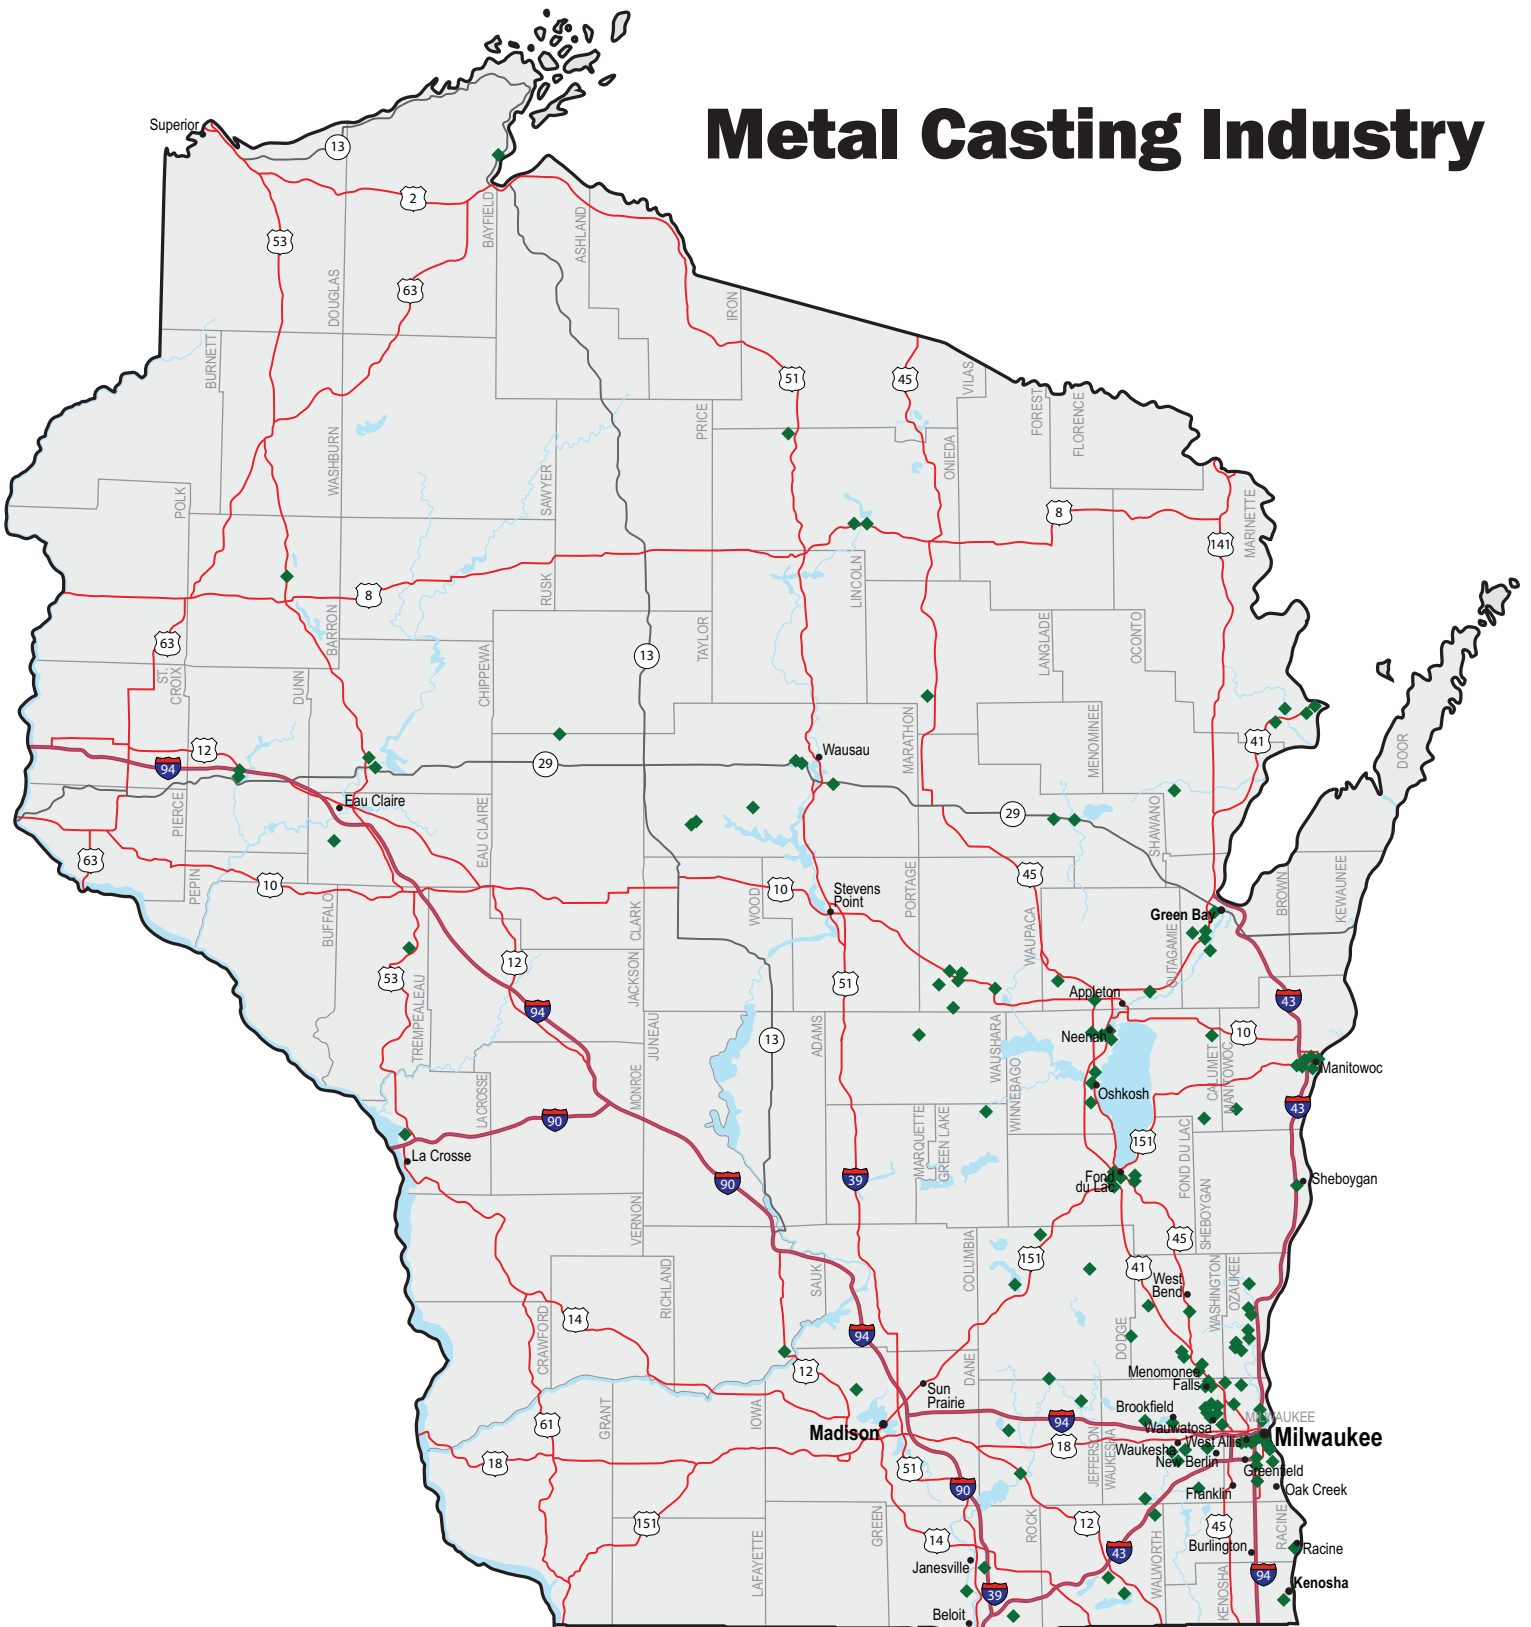 Metal Casting Industry
Superior
13
2
53
BAYFIELD
ASHLAND
63
DOUGLAS
IRON
BURNETT
51
45
VILAS
FOREST
FLORENCE
PRICE
WASHBURN
SAWYER
ONIEDA
POLK
8
MARINETTE
141
8
RUSK
LINCOLN
BARRON
63
13
TAYLOR
LANGLADE
OCONTO
ST.
CROIX
DUNN
CHIPPEWA
MARATHON
MENOMINEE
41
DOOR
12
94
29
Wausau
Eau Claire
PIERCE
EAU CLAIRE
29
SHAWANO
63
10
PEPIN
10
Stevens
Point
PORTAGE
45
BROWN
KEWAUNEE
BUFFALO
CLARK
WOOD
WAUPACA
Green Bay
OUTAGAMIE
53
12
TREMPEALEAU
JACKSON
51
Appleton
43
94
13
JUNEAU
ADAMS
WAUSHARA
Neenah
10
CALUMET
MANITOWOC
Manitowoc
LA CROSSE
MONROE
WINNEBAGO
Oshkosh
43
90
MARQUETTE
GREEN LAKE
151
FOND DU LAC
La Crosse
90
39
Fond
du Lac
Sheboygan
SHEBOYGAN
VERNON
45
COLUMBIA
151
41
West
Bend
WASHINGTON
OZAUKEE
RICHLAND
SAUK
14
CRAWFORD
94
DODGE
12
DANE
Menomonee
Falls
Sun
Prairie
61
GRANT
IOWA
Brookfield
MILWAUKEE
94
Wauwatosa
Madison
18
JEFFERSON
WAUKESHA
Waukesha
West Allis
Milwaukee
18
51
New Berlin
Greenfield
90
Franklin
Oak Creek
151
LAFAYETTE
GREEN
ROCK
12
45
RACINE
14
43
WALWORTH
Burlington
Racine
Janesville
KENOSHA
94
Kenosha
39
Beloit